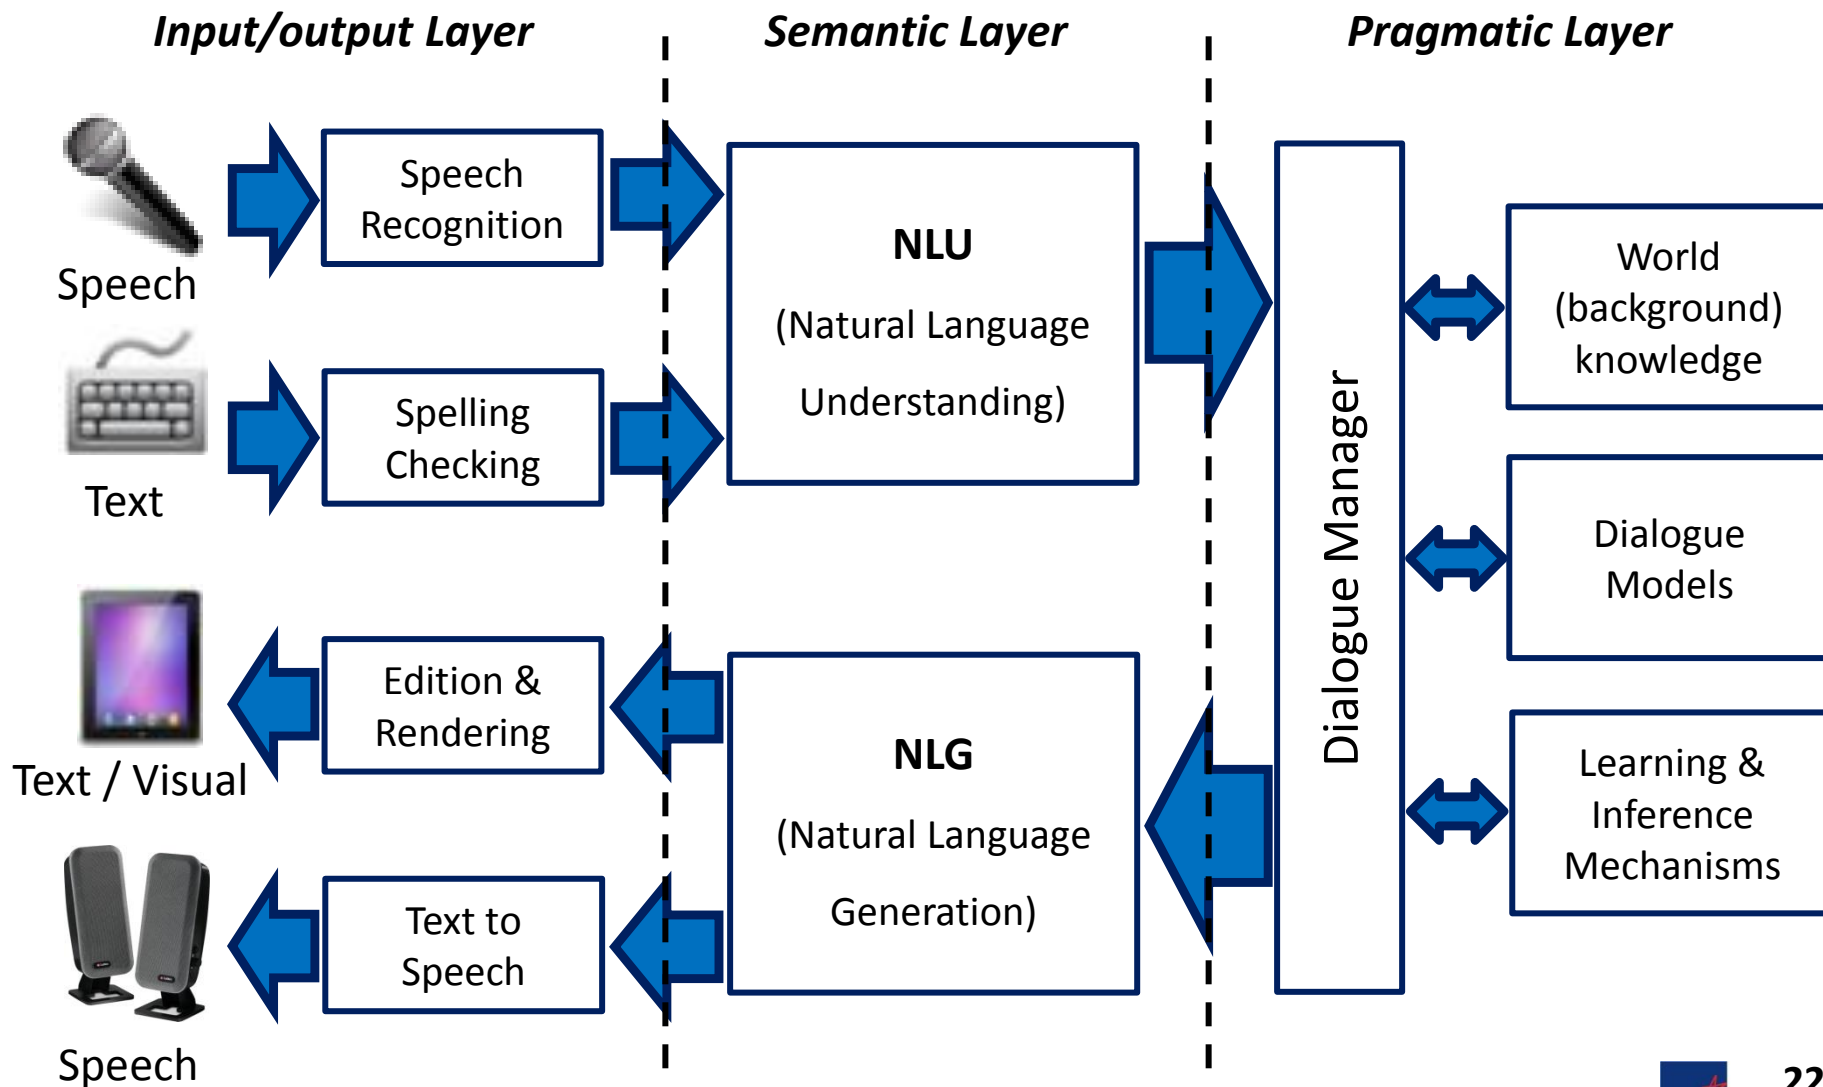 Input/output Layer
Semantic Layer
Pragmatic Layer
Speech
Speech
Recognition
Text
Spelling
Checking
NLU
(Natural Language
Understanding)
Text / Visual
Edition &
Rendering
Speech
Text to
Speech
NLG
(Natural Language
Generation)
Dialogue Manager
World
(background)
knowledge
Dialogue
Models
Learning &
Inference
Mechanisms
22